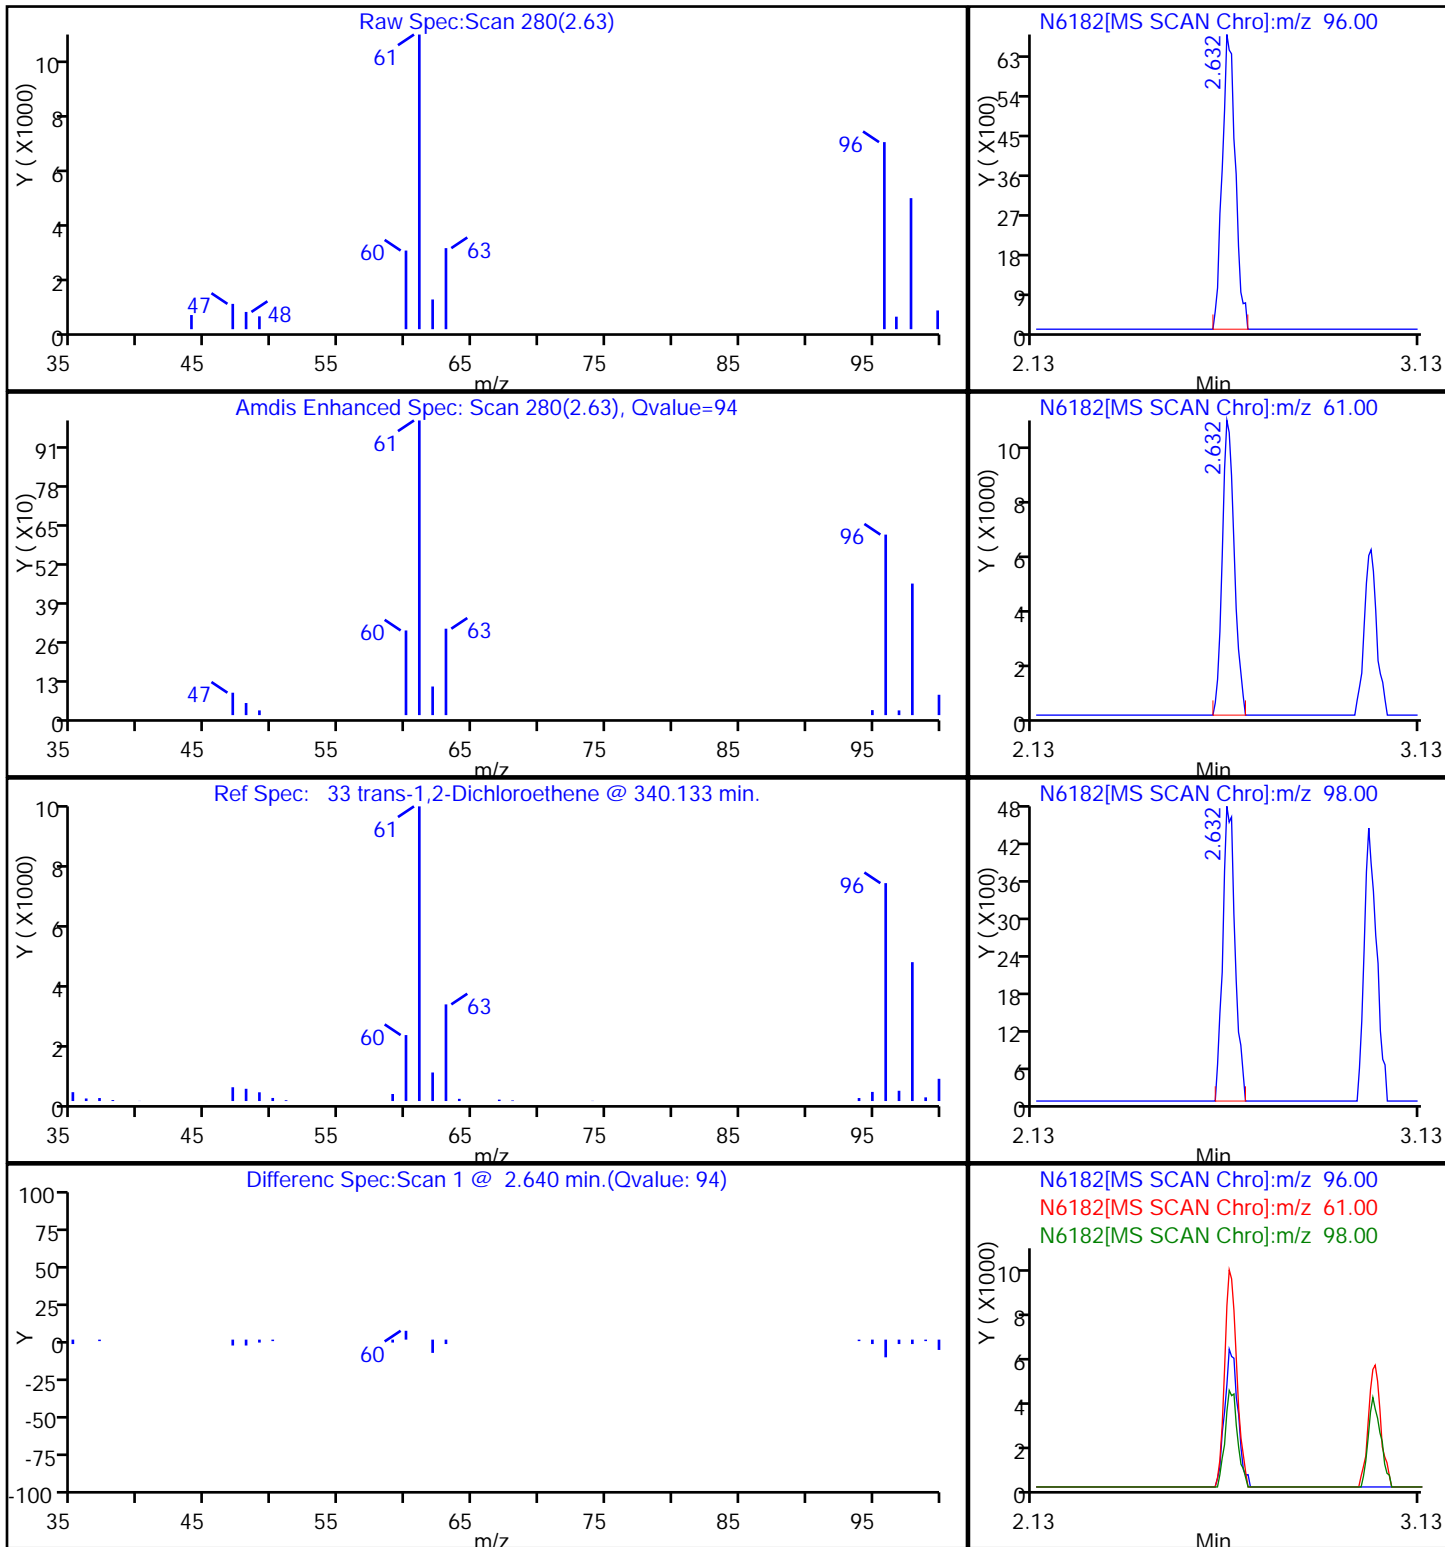 Raw Spec:Scan 280(2.63)
Y ( X1000)
10
8
6
4
2
0
61
96
60
63
47
48
35 45 55 65 75 85 95
m/z
N6182[MS SCAN Chro]:m/z 96.00
Y ( X100)
63
54
45
36
27
18
9
0
2.632
2.13 3.13
Min
Amdis Enhanced Spec: Scan 280(2.63), Qvalue=94
Y ( X10)
91
78
65
52
39
26
13
0
61
96
60
63
47
35 45 55 65 75 85 95
m/z
N6182[MS SCAN Chro]:m/z 61.00
Y ( X1000)
10
8
6
4
2
0
2.632
2.13 3.13
Min
Ref Spec: 33 trans-1,2-Dichloroethene @ 340.133 min.
Y ( X1000)
10
8
6
4
2
0
61
96
63
60
35 45 55 65 75 85 95
m/z
N6182[MS SCAN Chro]:m/z 98.00
Y ( X100)
48
42
36
30
24
18
12
6
0
2.632
2.13 3.13
Min
Differenc Spec:Scan 1 @ 2.640 min.(Qvalue: 94)
Y
100
75
50
25
0
-25
-50
-75
-100
60
35 45 55 65 75 85 95
m/z
N6182[MS SCAN Chro]:m/z 96.00
N6182[MS SCAN Chro]:m/z 61.00
N6182[MS SCAN Chro]:m/z 98.00
Y ( X1000)
10
8
6
4
2
0
2.13 3.13
Min